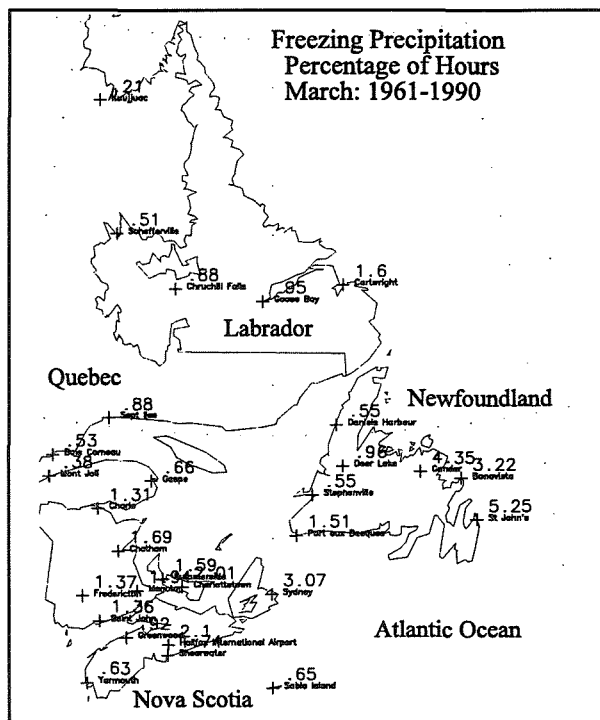 Freezing Precipitation
Percentage of Hours
March: 1961-1990
.21
.51
Schefferville
.88
Chruchill Falls
.95
Goose Bay
1.6
Cartwright
Labrador
Quebec
Newfoundland
.88
Sept Iles
.55
Daniels Harbour
.53
Baie Comeau
.38
Mont Joli
.66
Gaspe
.96
Deer Lake
4.35
Gander
3.22
Bonavista
.55
Stephenville
1.31
Charlo
5.25
St John's
1.51
Port aux Basques
1.69
Chatham
1.59
Summerside
Charlottetown
Moncton
1.37
Fredericton
3.07
Sydney
1.36
Saint John
Greenwood
2.1
Halifax International Airport
Shearwater
Atlantic Ocean
.63
Yarmouth
.65
Sable Island
Nova Scotia